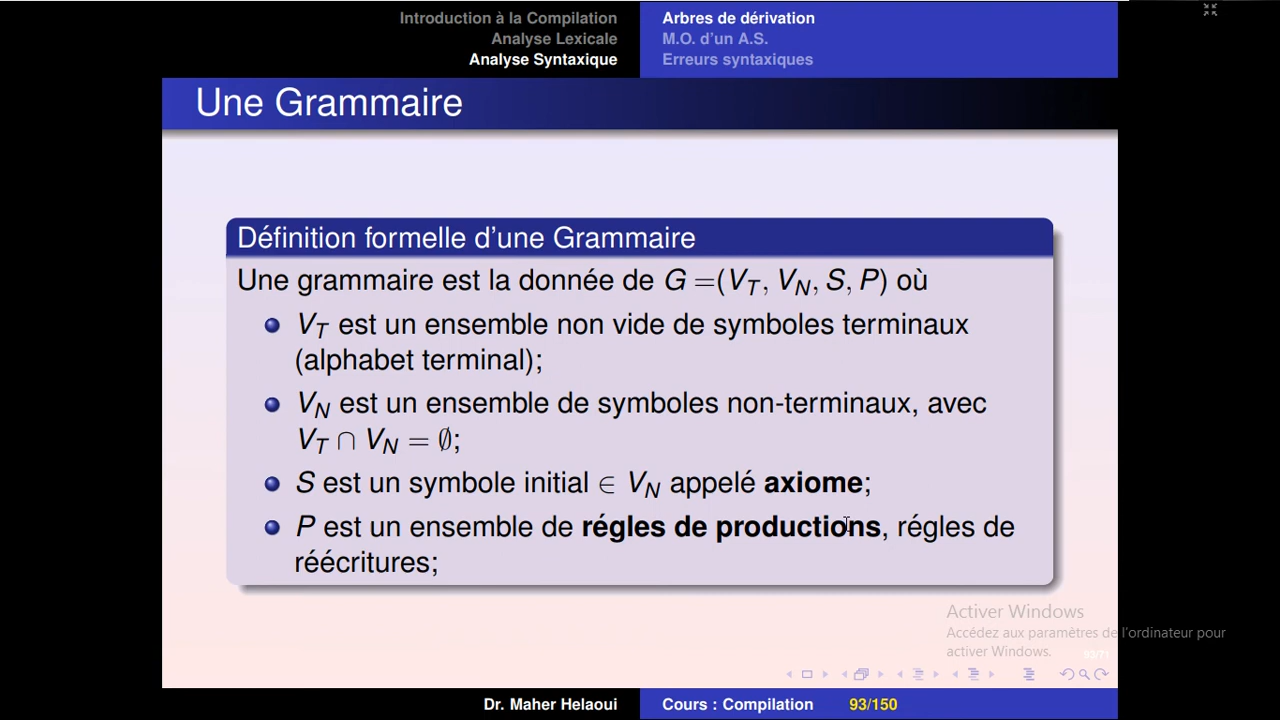 Introduction à la Compilation
Analyse Lexicale
Analyse Syntaxique
Arbres de dérivation
M.O. d'un A.S.
Erreurs syntaxiques
Une Grammaire
Définition formelle d'une Grammaire
Une grammaire est la donnée de G =(V_T, V_N, S, P) où
V_T est un ensemble non vide de symboles terminaux
(alphabet terminal);
V_N est un ensemble de symboles non-terminaux, avec
V_T ∩ V_N = ∅;
S est un symbole initial ∈ V_N appelé axiome;
P est un ensemble de régles de productions, régles de
réécritures;
Activer Windows
Accédez aux paramètres de l'ordinateur pour
activer Windows.
Dr. Maher Helaoui
Cours : Compilation
93/150